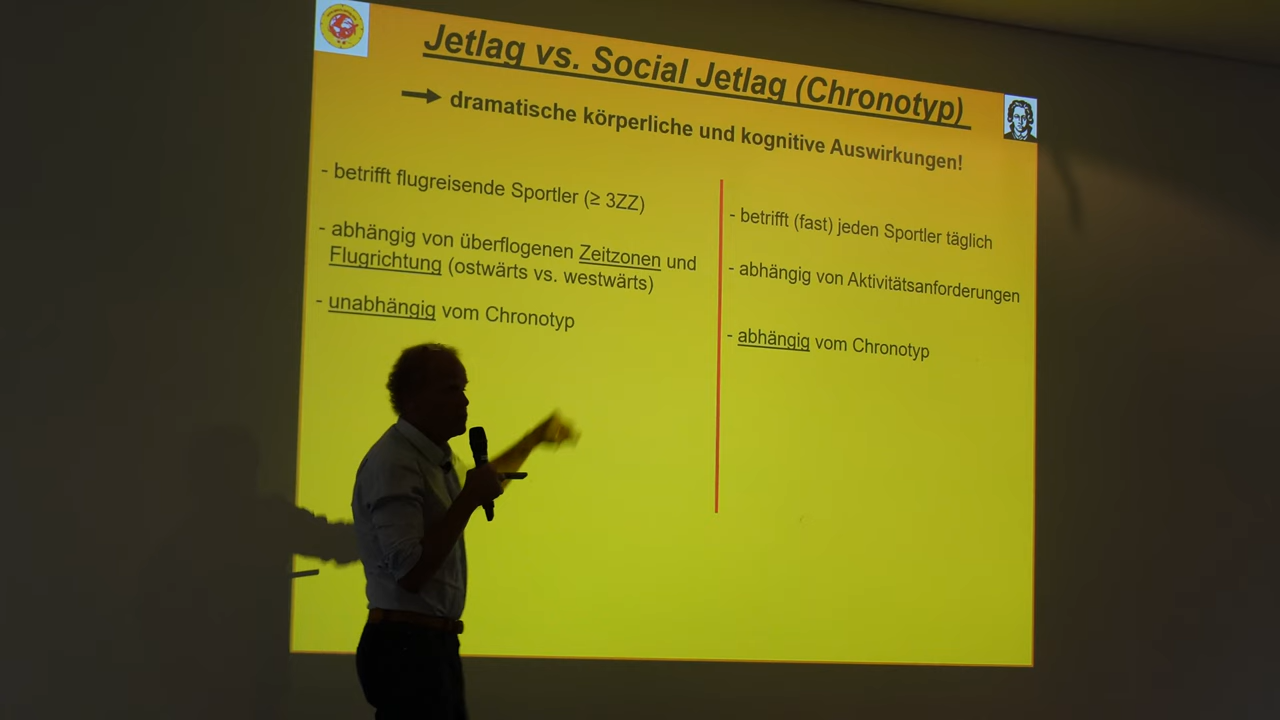 Jetlag vs. Social Jetlag (Chronotyp)
→ dramatische körperliche und kognitive Auswirkungen!
- betrifft flugreisende Sportler (≥ 3ZZ)
- abhängig von überflogenen Zeitzonen und
Flugrichtung (ostwärts vs. westwärts)
- unabhängig vom Chronotyp
- betrifft (fast) jeden Sportler täglich
- abhängig von Aktivitätsanforderungen
- abhängig vom Chronotyp